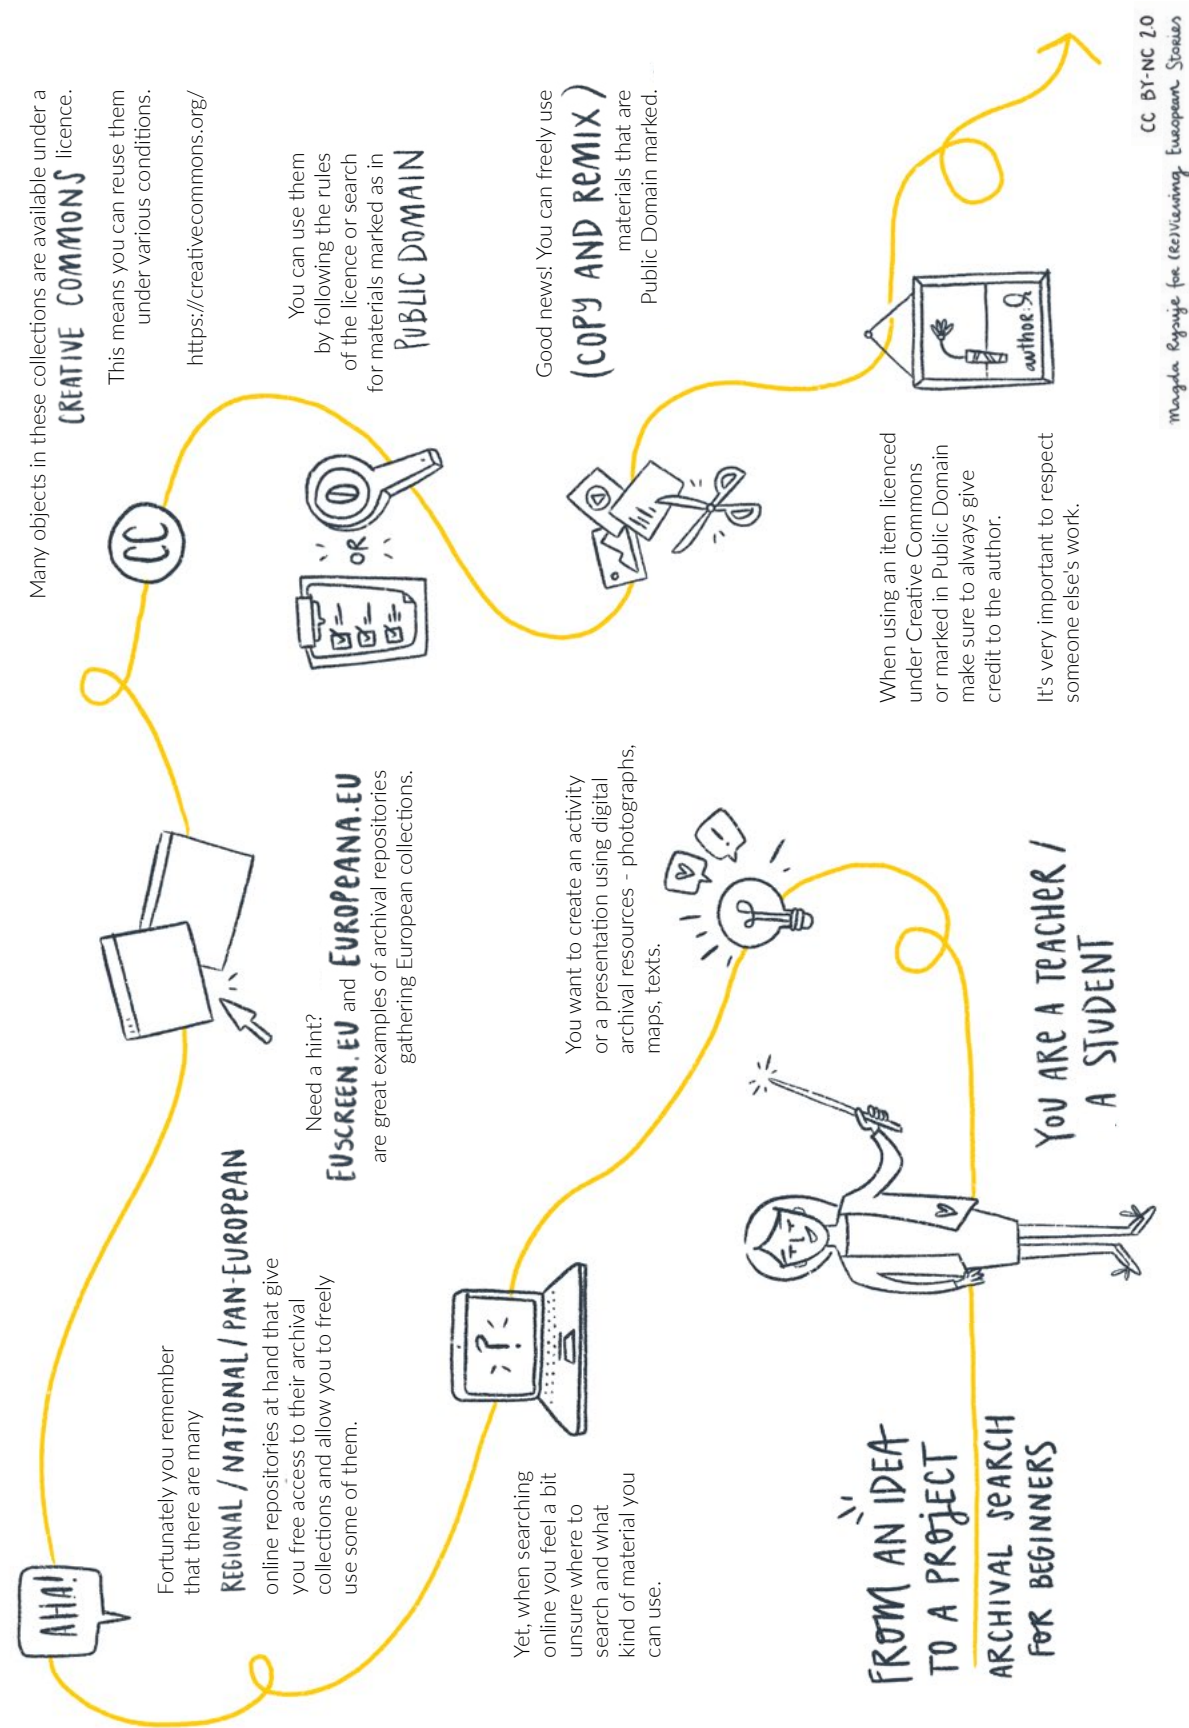 FROM AN IDEA
TO A PROJECT
ARCHIVAL SEARCH
FOR BEGINNERS
YOU ARE A TEACHER /
A STUDENT
You want to create an activity
or a presentation using digital
archival resources - photographs,
maps, texts.
!
Yet, when searching
online you feel a bit
unsure where to
search and what
kind of material you
can use.
?!
AHA!
Fortunately you remember
that there are many
REGIONAL / NATIONAL / PAN-EUROPEAN
online repositories at hand that give
you free access to their archival
collections and allow you to freely
use some of them.
Need a hint?
EUSCREEN.EU and EUROPEANA.EU
are great examples of archival repositories
gathering European collections.
CC
Many objects in these collections are available under a
CREATIVE COMMONS licence.
This means you can reuse them
under various conditions.
https://creativecommons.org/
OR
0
You can use them
by following the rules
of the licence or search
for materials marked as in
PUBLIC DOMAIN
Good news! You can freely use
(COPY AND REMIX)
materials that are
Public Domain marked.
When using an item licenced
under Creative Commons
or marked in Public Domain
make sure to always give
credit to the author.
It's very important to respect
someone else's work.
author:
CC BY-NC 2.0
Magda Rysuje for (Re)Viewing European Stories